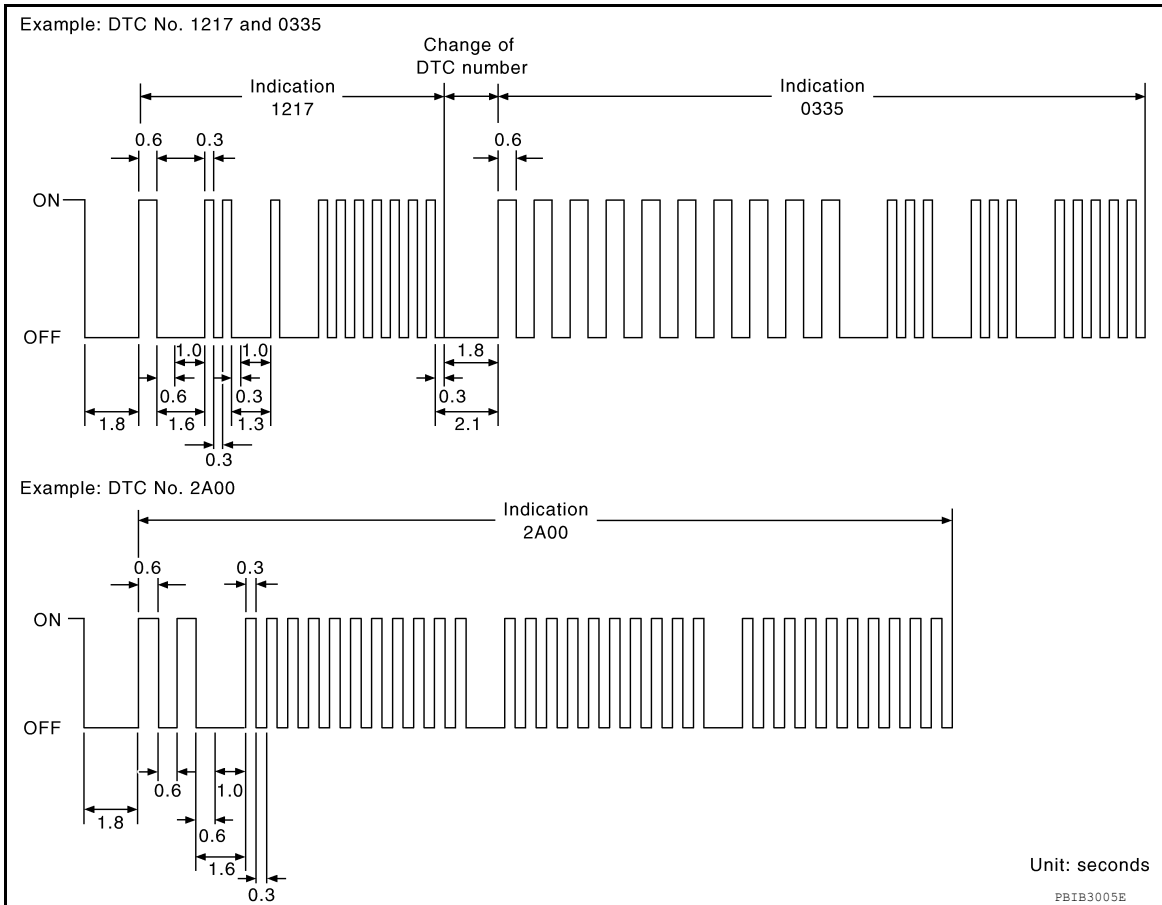 Example: DTC No. 1217 and 0335
Change of
DTC number
Indication
1217
Indication
0335
0.6
0.3
0.6
ON
OFF
1.0
1.0
1.8
0.6
0.3
0.3
1.8
1.6
1.3
2.1
0.3
Example: DTC No. 2A00
Indication
2A00
0.6
0.3
ON
OFF
0.6
1.0
1.8
0.6
1.6
0.3
Unit: seconds
PBIB3005E